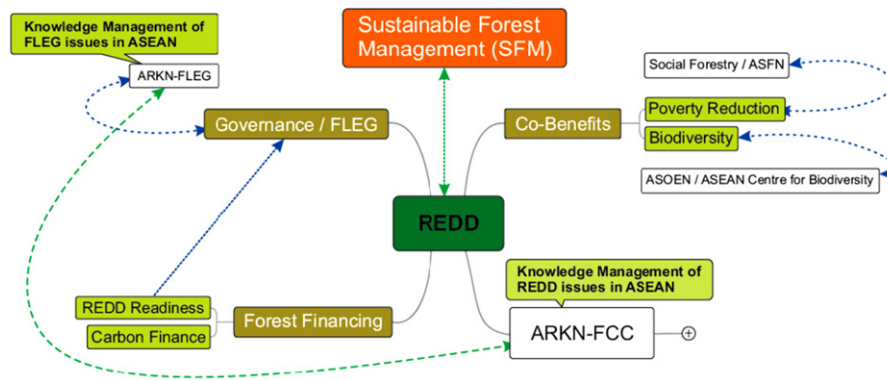 Knowledge Management of
FLEG issues in ASEAN
ARKN-FLEG
Sustainable Forest
Management (SFM)
Social Forestry / ASFN
Governance / FLEG
Co-Benefits
Poverty Reduction
Biodiversity
ASOEN / ASEAN Centre for Biodiversity
REDD
Knowledge Management of
REDD issues in ASEAN
REDD Readiness
Carbon Finance
Forest Financing
ARKN-FCC